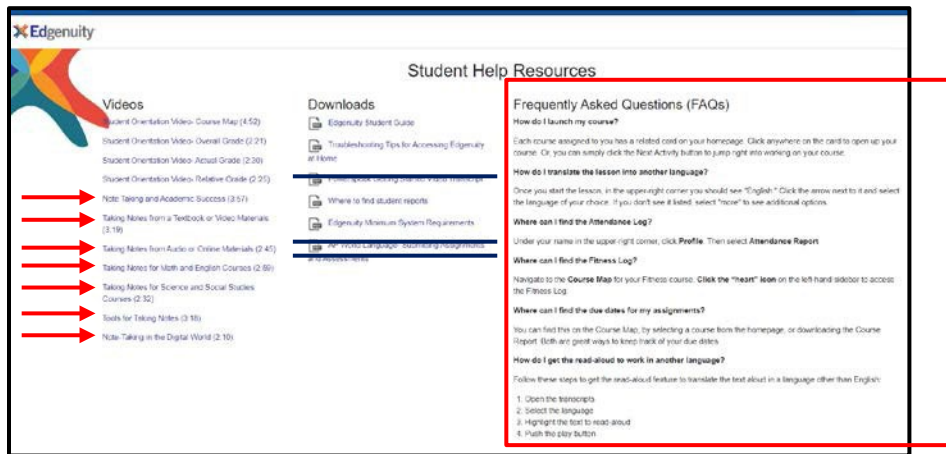 Edgenuity
Student Help Resources
Videos
Student Orientation Video- Course Map (4:52)
Student Orientation Video- Overall Grade (2:21)
Student Orientation Video- Actual Grade (2:30)
Student Orientation Video- Relative Grade (2:25)
Note Taking and Academic Success (3:57)
Taking Notes from a Textbook or Video Materials
(3:19)
Taking Notes from Audio or Online Materials (2:45)
Taking Notes for Math and English Courses (2:69)
Taking Notes for Science and Social Studies
Courses (2:32)
Tools for Taking Notes (3:18)
Note-Taking in the Digital World (2:10)
Downloads
Edgenuity Student Guide
Troubleshooting Tips for Accessing Edgenuity
at Home
Getting Started Video Transcript
Where to find student reports
Edgenuity Minimum System Requirements
AP World Language- Submitting Assignments
and Assessments
Frequently Asked Questions (FAQs)
How do I launch my course?
Each course assigned to you has a related card on your homepage. Click anywhere on the card to open up your
course. Or, you can simply click the Next Activity button to jump right into working on your course.
How do I translate the lesson into another language?
Once you start the lesson, in the upper-right corner you should see "English." Click the arrow next to it and select
the language of your choice. If you don't see it listed, select "more" to see additional options.
Where can I find the Attendance Log?
Under your name in the upper-right corner, click Profile. Then select Attendance Report
Where can I find the Fitness Log?
Navigate to the Course Map for your Fitness course. Click the "heart" icon on the left hand sidebar to access
the Fitness Log.
Where can I find the due dates for my assignments?
You can find this on the Course Map, by selecting a course from the homepage, or downloading the Course
Report. Both are great ways to keep track of your due dates.
How do I get the read-aloud to work in another language?
Follow these steps to get the read-aloud feature to translate the text aloud in a language other than English:
1. Open the transcripts
2. Select the language
3. Highlight the text to read-aloud
4. Push the play button